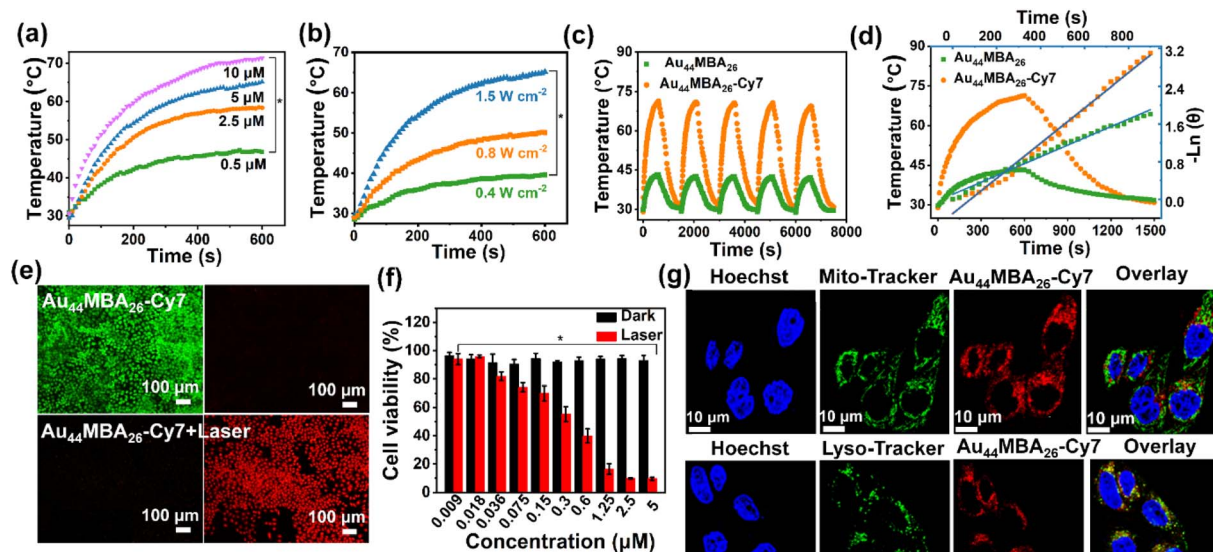 (a)
Temperature (°C)
70
60
50
40
30
10 µM
5 µM
2.5 µM
0.5 µM
*
0 200 400 600
Time (s)
(b)
Temperature (°C)
70
60
50
40
30
1.5 W cm⁻²
0.8 W cm⁻²
0.4 W cm⁻²
*
0 200 400 600
Time (s)
(c)
Temperature (°C)
90
75
60
45
30
Au₄₄MBA₂₆
Au₄₄MBA₂₆-Cy7
0 2000 4000 6000 8000
Time (s)
(d)
Time (s)
0 200 400 600 800
Temperature (°C)
90
75
60
45
30
Au₄₄MBA₂₆
Au₄₄MBA₂₆-Cy7
3.2
2.4
1.6
0.8
0.0
-Ln (θ)
0 300 600 900 1200 1500
Time (s)
(e)
Au₄₄MBA₂₆-Cy7
100 µm
100 µm
Au₄₄MBA₂₆-Cy7+Laser
100 µm
100 µm
(f)
Cell viability (%)
120
100
80
60
40
20
0
Dark
Laser
*
0.009 0.018 0.036 0.075 0.15 0.3 0.6 1.25 2.5 5
Concentration (µM)
(g)
Hoechst Mito-Tracker Au₄₄MBA₂₆-Cy7 Overlay
10 µm 10 µm 10 µm 10 µm
Hoechst Lyso-Tracker Au₄₄MBA₂₆-Cy7 Overlay